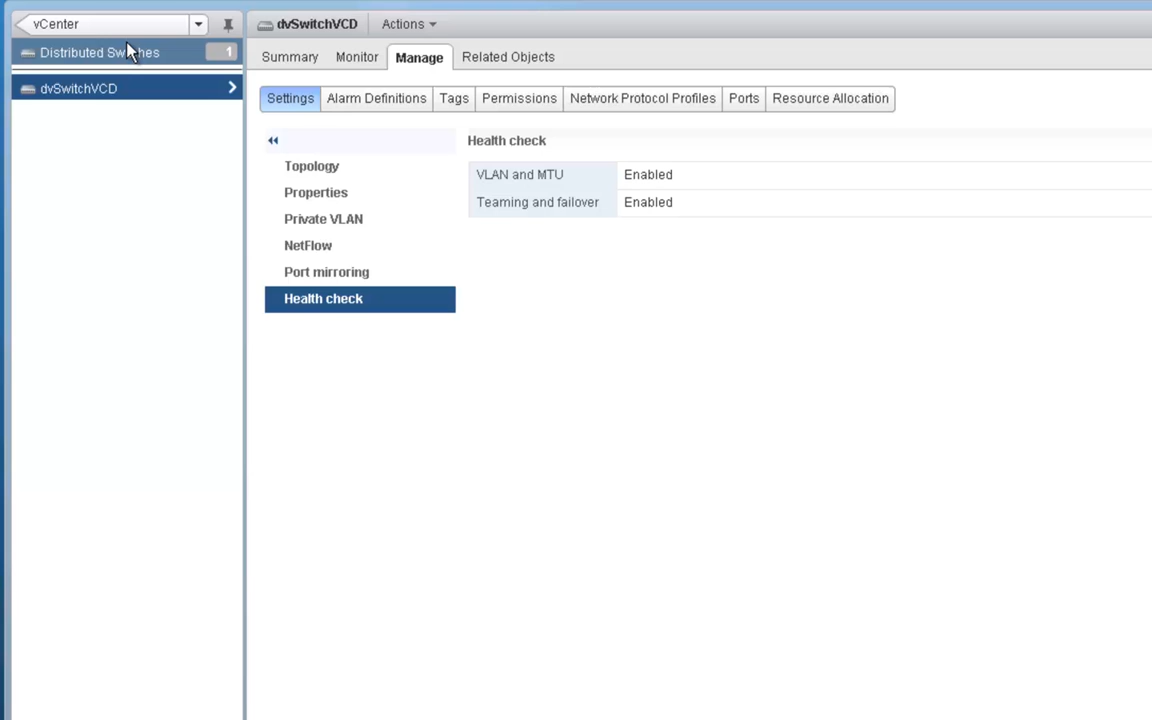 vCenter
Distributed Switches 1
dvSwitchVCD
dvSwitchVCD Actions
Summary Monitor Manage Related Objects
Settings Alarm Definitions Tags Permissions Network Protocol Profiles Ports Resource Allocation
Topology
Properties
Private VLAN
NetFlow
Port mirroring
Health check
Health check
VLAN and MTU Enabled
Teaming and failover Enabled